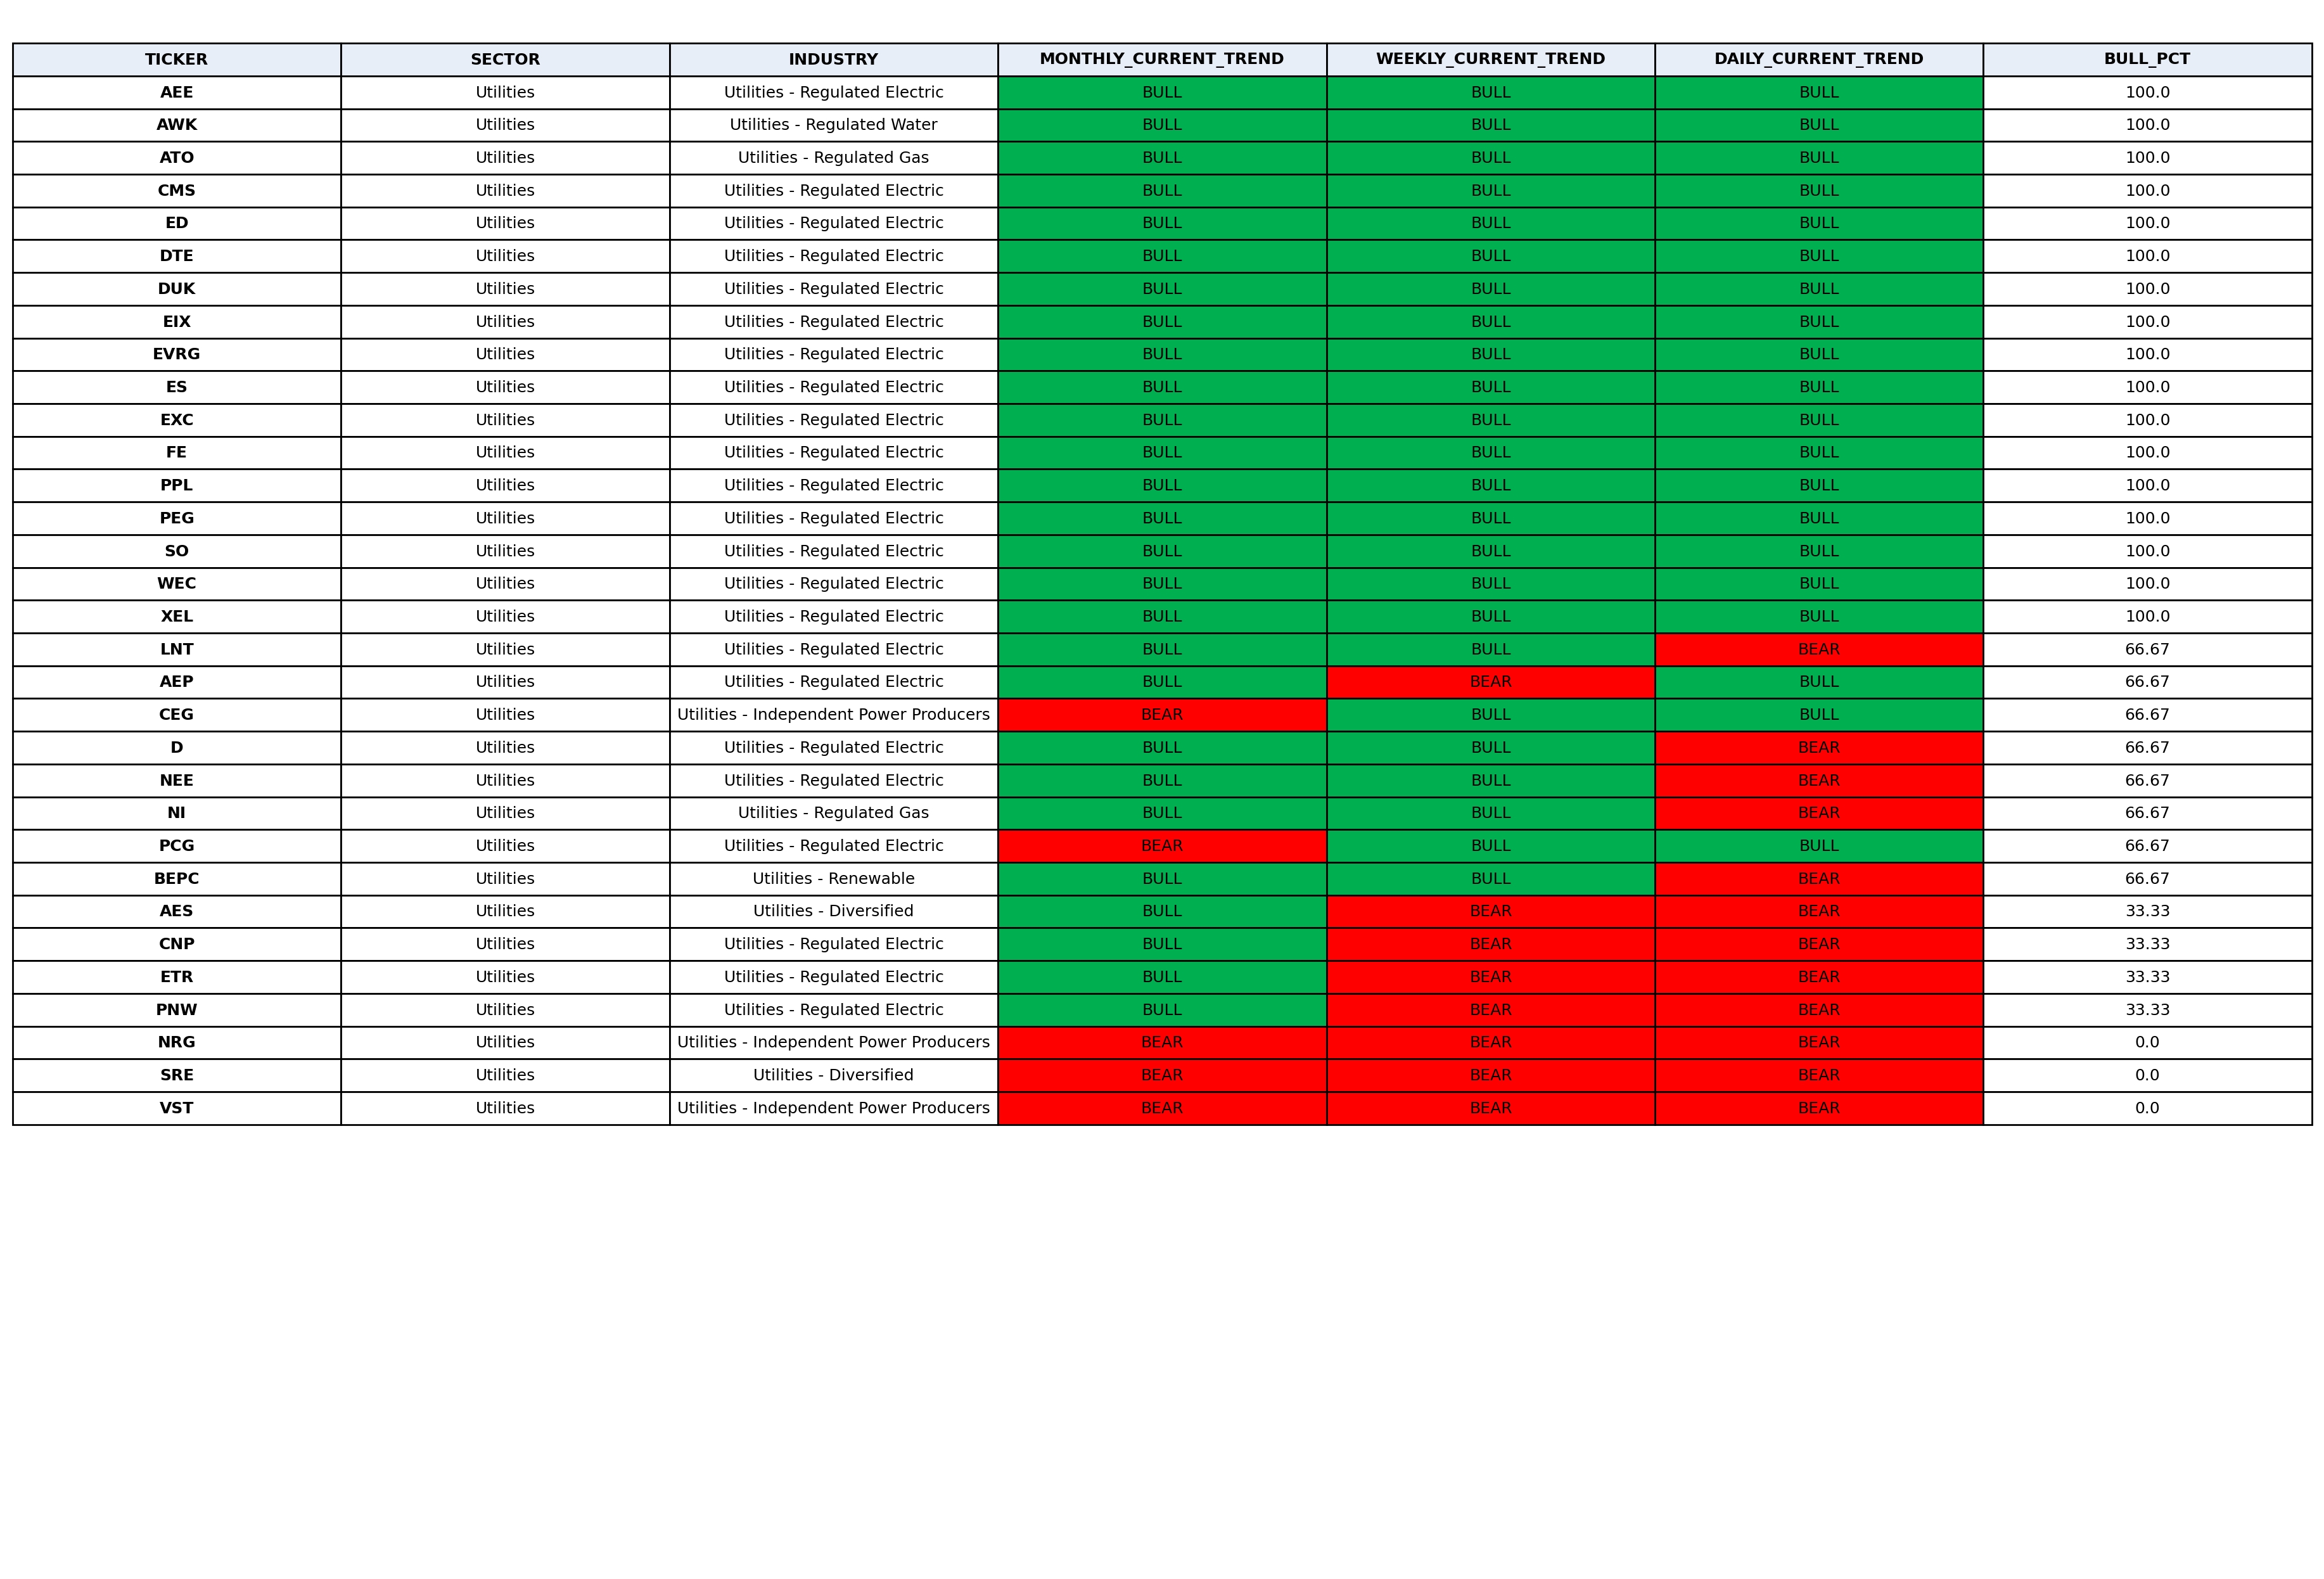 TICKER SECTOR INDUSTRY MONTHLY_CURRENT_TREND WEEKLY_CURRENT_TREND DAILY_CURRENT_TREND BULL_PCT
AEE Utilities Utilities - Regulated Electric BULL BULL BULL 100.0
AWK Utilities Utilities - Regulated Water BULL BULL BULL 100.0
ATO Utilities Utilities - Regulated Gas BULL BULL BULL 100.0
CMS Utilities Utilities - Regulated Electric BULL BULL BULL 100.0
ED Utilities Utilities - Regulated Electric BULL BULL BULL 100.0
DTE Utilities Utilities - Regulated Electric BULL BULL BULL 100.0
DUK Utilities Utilities - Regulated Electric BULL BULL BULL 100.0
EIX Utilities Utilities - Regulated Electric BULL BULL BULL 100.0
EVRG Utilities Utilities - Regulated Electric BULL BULL BULL 100.0
ES Utilities Utilities - Regulated Electric BULL BULL BULL 100.0
EXC Utilities Utilities - Regulated Electric BULL BULL BULL 100.0
FE Utilities Utilities - Regulated Electric BULL BULL BULL 100.0
PPL Utilities Utilities - Regulated Electric BULL BULL BULL 100.0
PEG Utilities Utilities - Regulated Electric BULL BULL BULL 100.0
SO Utilities Utilities - Regulated Electric BULL BULL BULL 100.0
WEC Utilities Utilities - Regulated Electric BULL BULL BULL 100.0
XEL Utilities Utilities - Regulated Electric BULL BULL BULL 100.0
LNT Utilities Utilities - Regulated Electric BULL BULL BEAR 66.67
AEP Utilities Utilities - Regulated Electric BULL BEAR BULL 66.67
CEG Utilities Utilities - Independent Power Producers BEAR BULL BULL 66.67
D Utilities Utilities - Regulated Electric BULL BULL BEAR 66.67
NEE Utilities Utilities - Regulated Electric BULL BULL BEAR 66.67
NI Utilities Utilities - Regulated Gas BULL BULL BEAR 66.67
PCG Utilities Utilities - Regulated Electric BEAR BULL BULL 66.67
BEPC Utilities Utilities - Renewable BULL BULL BEAR 66.67
AES Utilities Utilities - Diversified BULL BEAR BEAR 33.33
CNP Utilities Utilities - Regulated Electric BULL BEAR BEAR 33.33
ETR Utilities Utilities - Regulated Electric BULL BEAR BEAR 33.33
PNW Utilities Utilities - Regulated Electric BULL BEAR BEAR 33.33
NRG Utilities Utilities - Independent Power Producers BEAR BEAR BEAR 0.0
SRE Utilities Utilities - Diversified BEAR BEAR BEAR 0.0
VST Utilities Utilities - Independent Power Producers BEAR BEAR BEAR 0.0